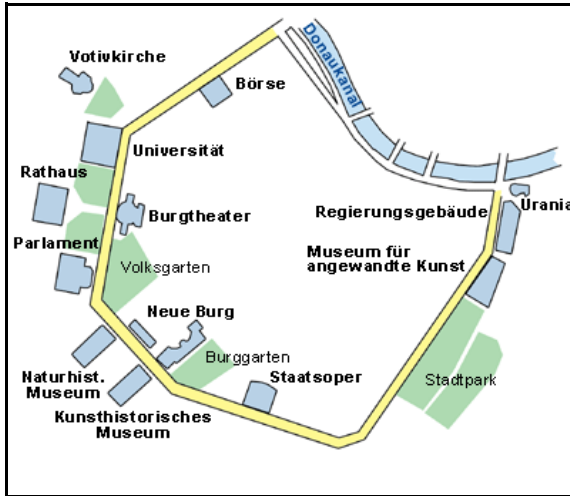 Votivkirche
Donaukanal
Börse
Universität
Rathaus
Burgtheater
Regierungsgebäude
Urania
Parlament
Museum für
angewandte Kunst
Volksgarten
Neue Burg
Burggarten
Naturhist.
Museum
Staatsoper
Stadtpark
Kunsthistorisches
Museum